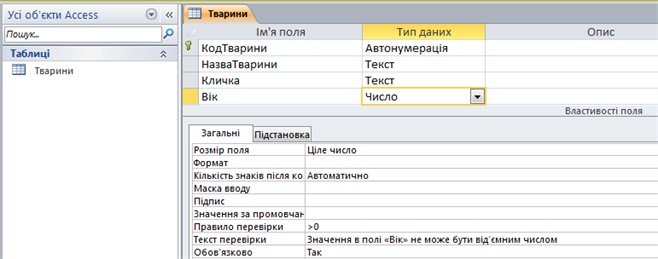 Усі об'єкти Access
Пошук...
Таблиці
Тварини
Тварини
Ім'я поля Тип даних Опис
КодТварини Автонумерація
НазваТварини Текст
Кличка Текст
Вік Число
Властивості поля
Загальні Підстановка
Розмір поля Ціле число
Формат
Кількість знаків після ко Автоматично
Маска вводу
Підпис
Значення за промовчан
Правило перевірки >0
Текст перевірки Значення в полі «Вік» не може бути від'ємним числом
Обов'язково Так